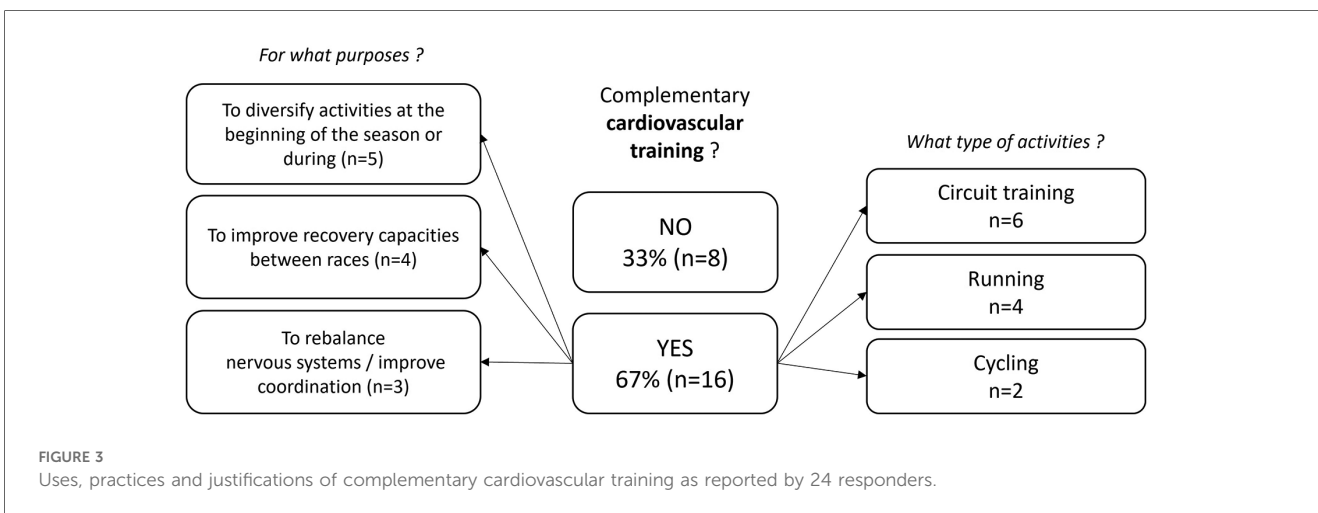 For what purposes ?
To diversify activities at the
beginning of the season or
during (n=5)
To improve recovery capacities
between races (n=4)
To rebalance
nervous systems / improve
coordination (n=3)
Complementary
cardiovascular
training ?
NO
33% (n=8)
YES
67% (n=16)
What type of activities ?
Circuit training
n=6
Running
n=4
Cycling
n=2
FIGURE 3
Uses, practices and justifications of complementary cardiovascular training as reported by 24 responders.